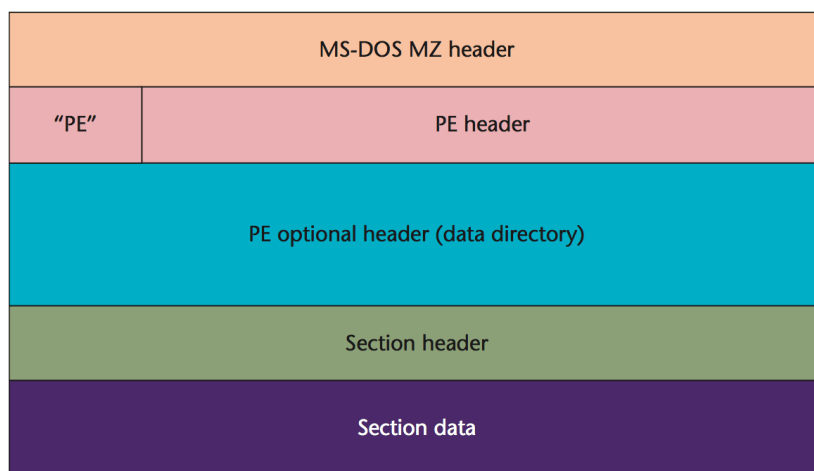 MS-DOS MZ header
“PE” PE header
PE optional header (data directory)
Section header
Section data